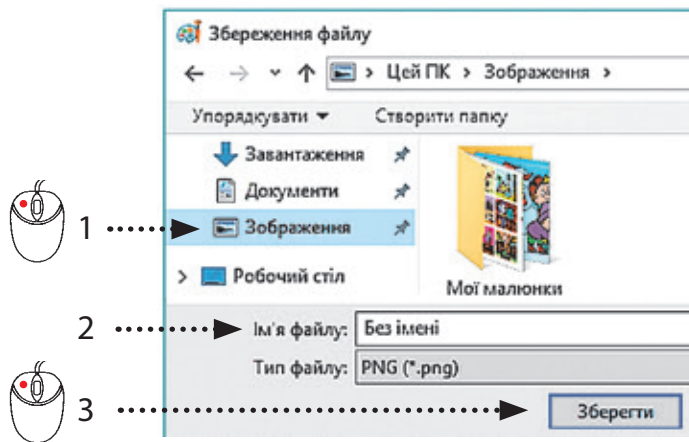 Збереження файлу
Цей ПК > Зображення >
Упорядкувати Створити папку
Завантаження
Документи
1 Зображення
Робочий стіл
Мої малюнки
2 Ім'я файлу: Без імені
Тип файлу: PNG (*.png)
3 Зберегти